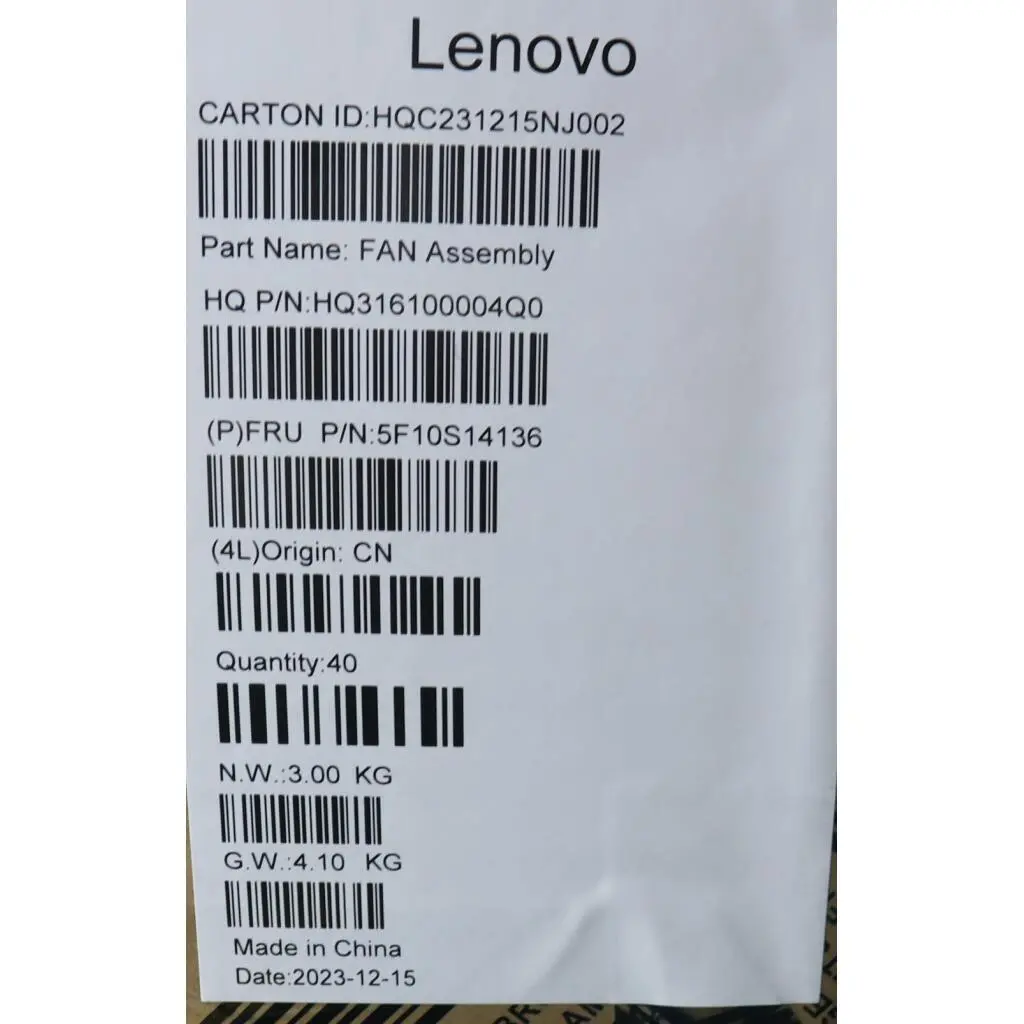 Lenovo
CARTON ID:HQC231215NJ002
Part Name: FAN Assembly
HQ P/N:HQ316100004Q0
(P)FRU P/N:5F10S14136
(4L)Origin: CN
Quantity:40
N.W.:3.00 KG
G.W.:4.10 KG
Made in China
Date:2023-12-15